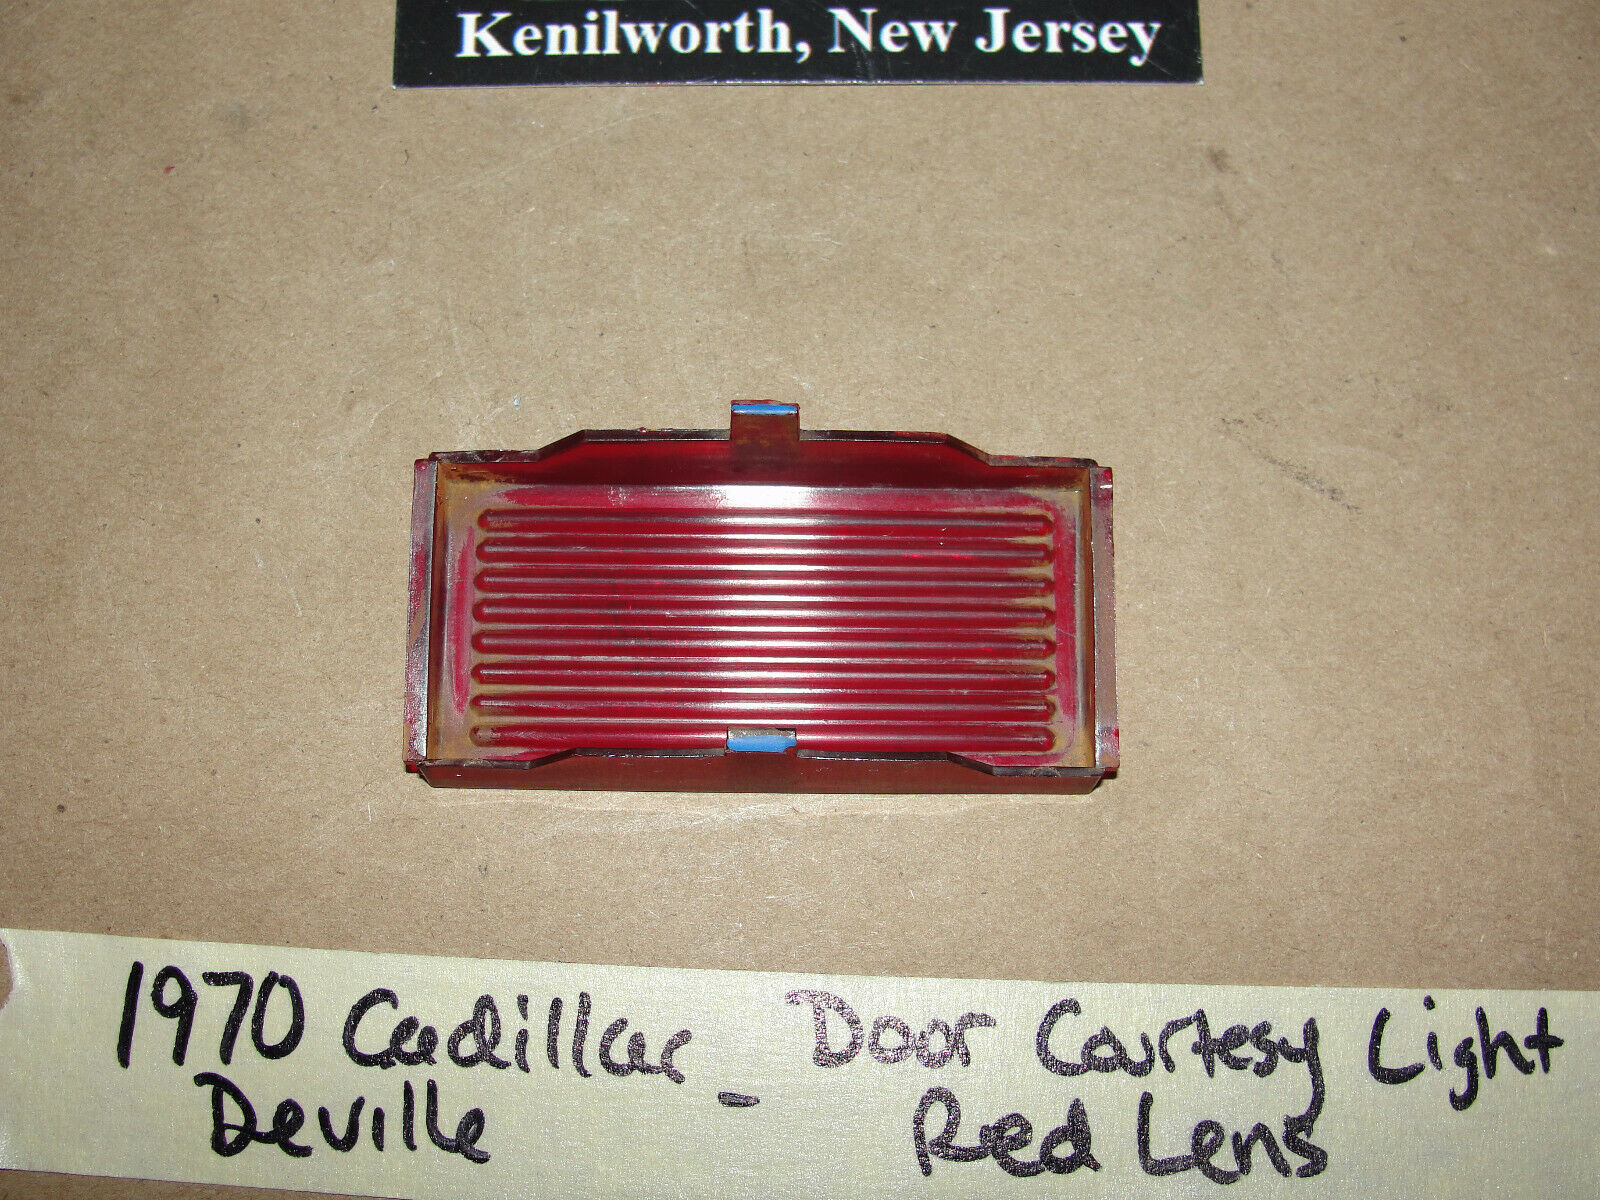 Kenilworth, New Jersey
1970 Cadillac - Door Courtesy Light
Deville Red Lens